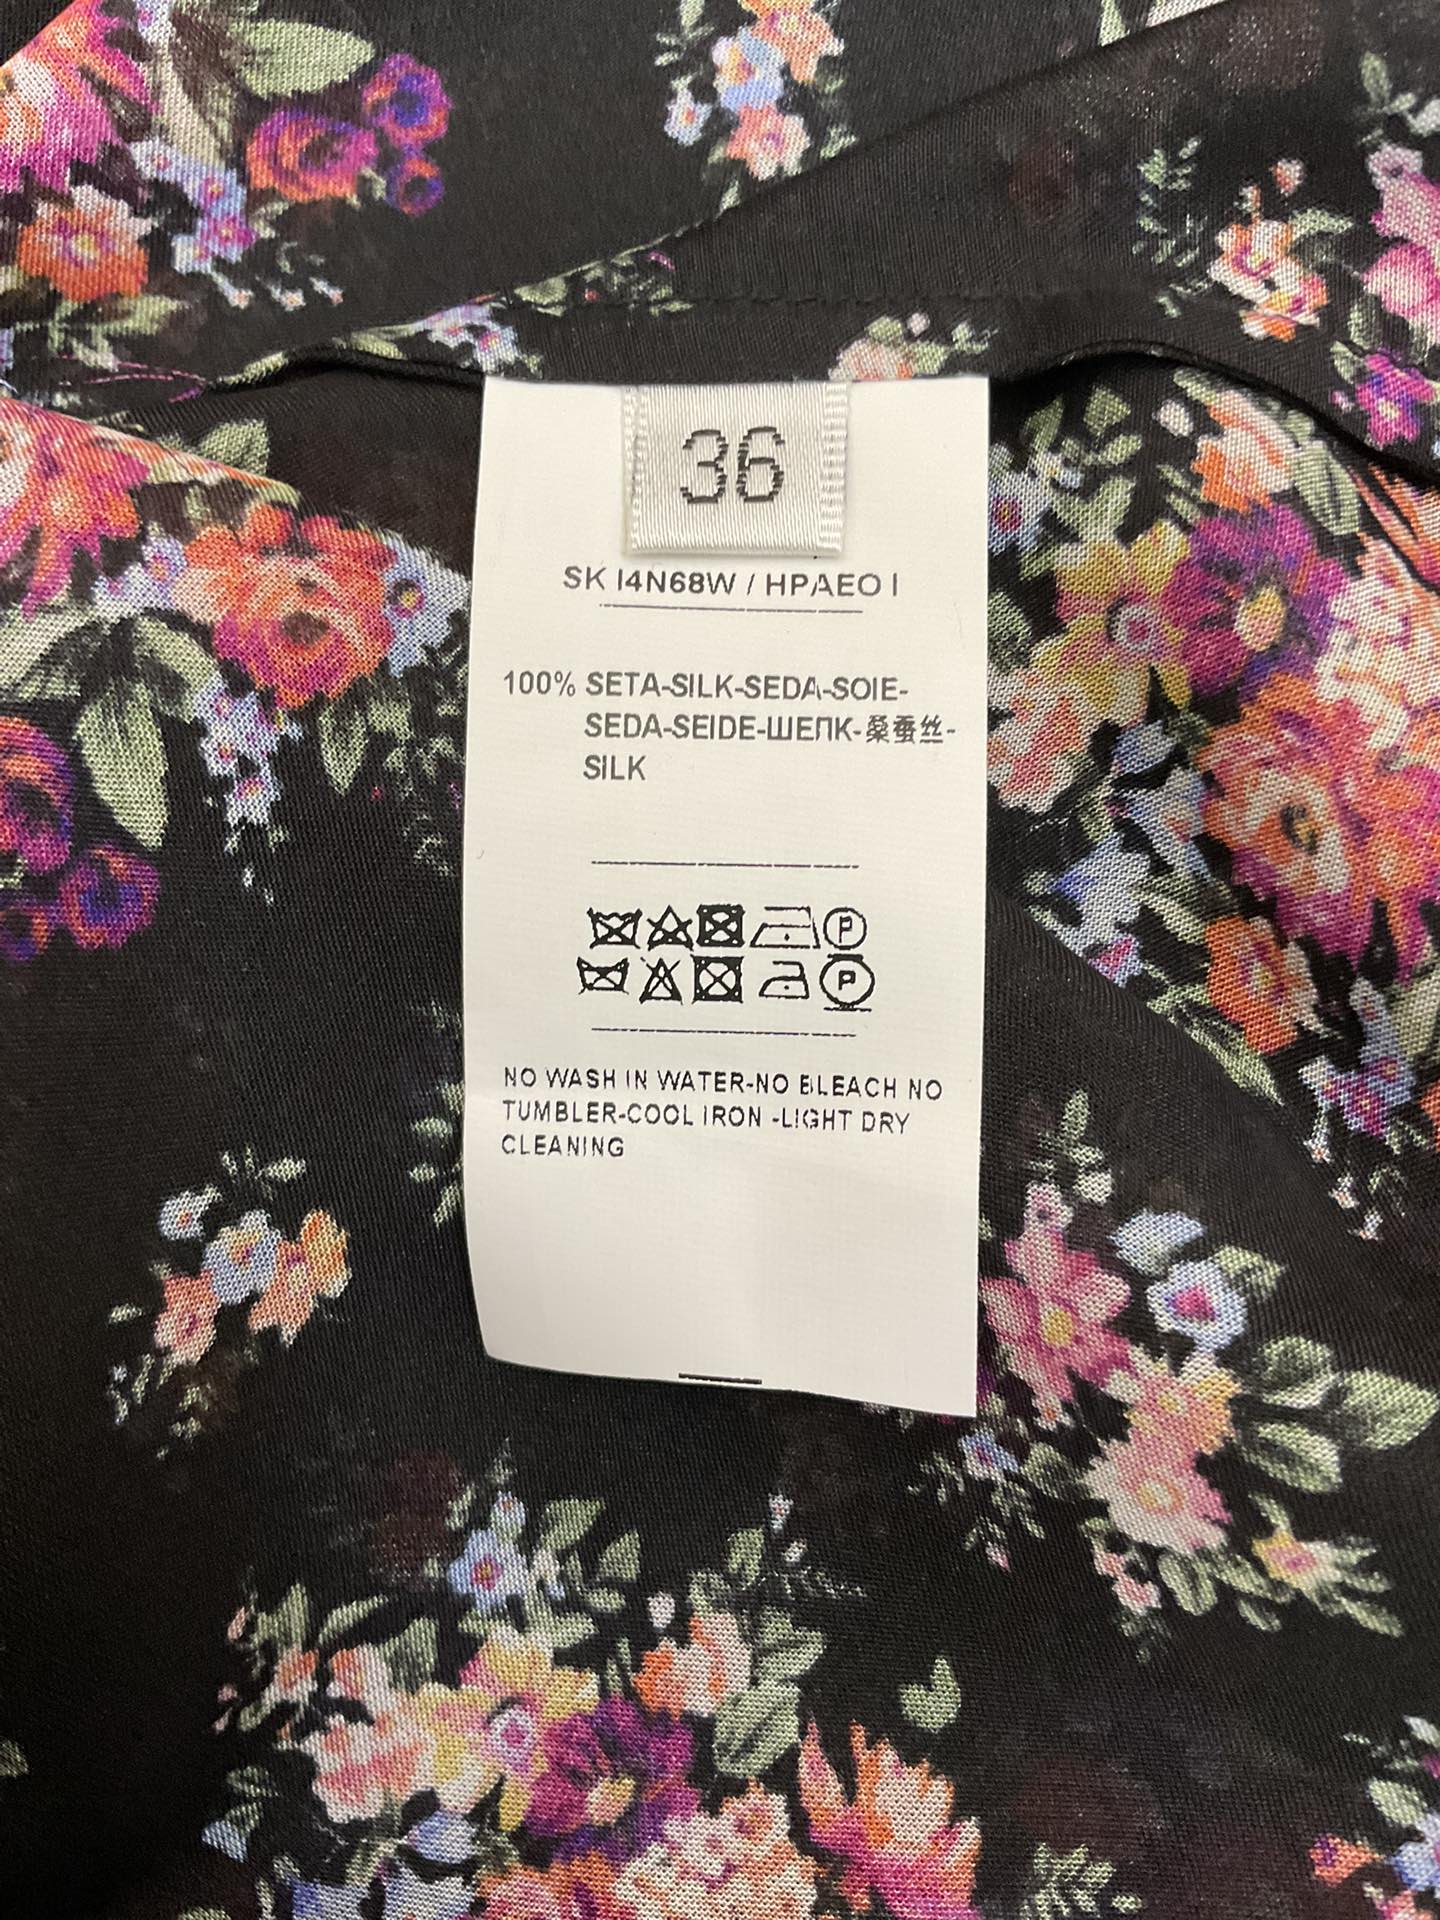 36
SK I4N68W / HPAEO I
100% SETA-SILK-SEDA-SOIE-
SEDA-SEIDE-ШЕПК-桑蚕丝-
SILK
P
P
NO WASH IN WATER-NO BLEACH NO
TUMBLER-COOL IRON -LIGHT DRY
CLEANING